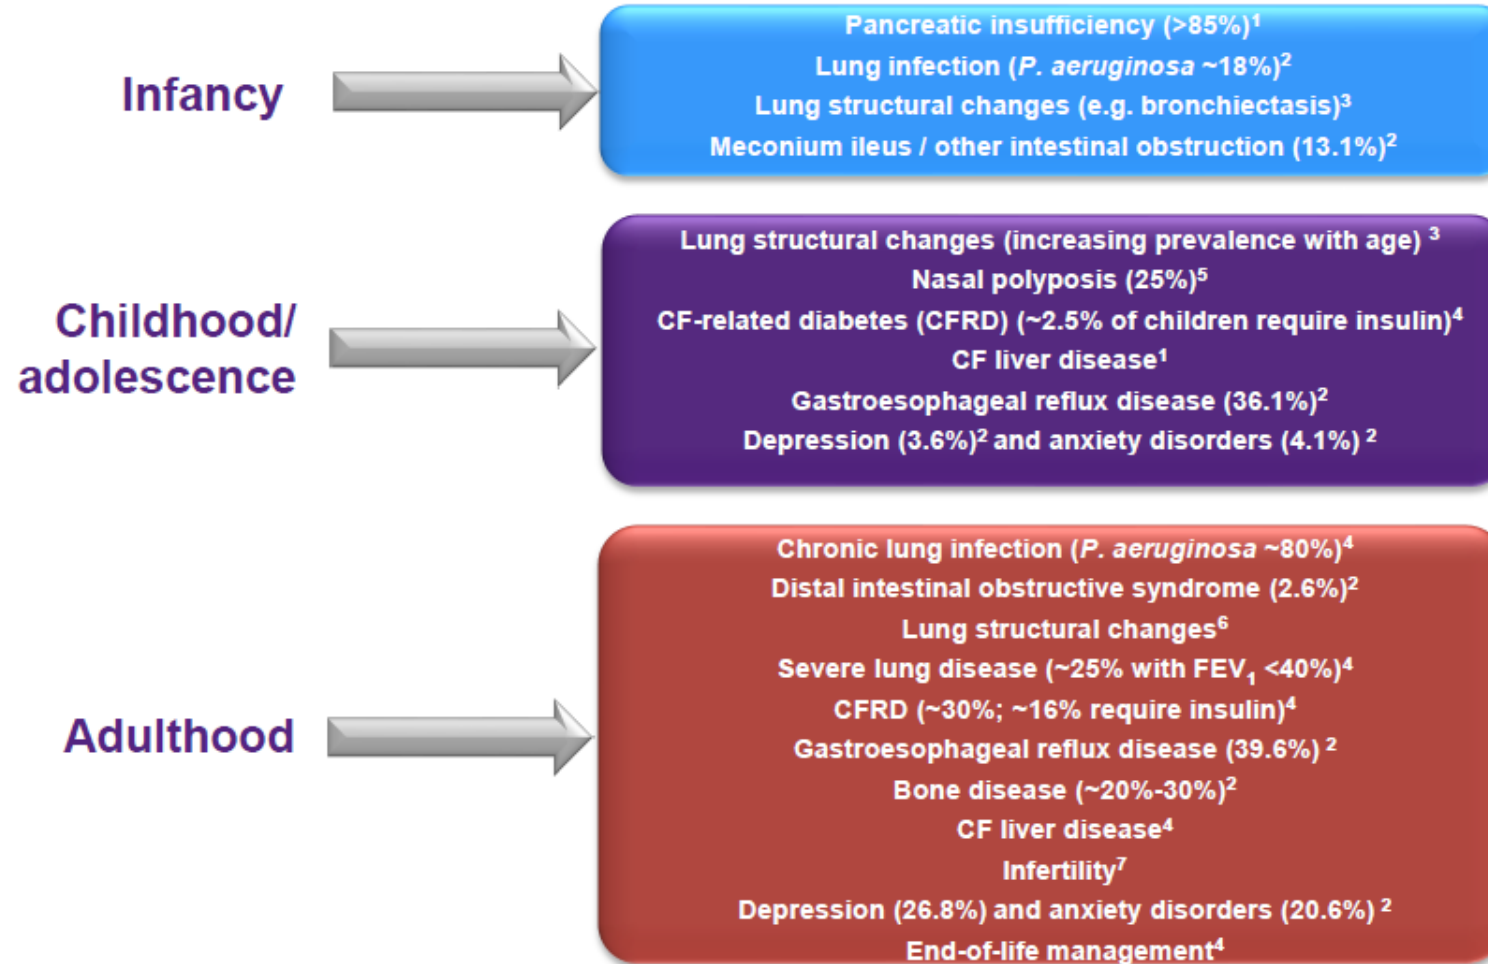 Infancy
Pancreatic insufficiency (>85%)¹
Lung infection (P. aeruginosa ~18%)²
Lung structural changes (e.g. bronchiectasis)³
Meconium ileus / other intestinal obstruction (13.1%)²
Childhood/
adolescence
Lung structural changes (increasing prevalence with age) ³
Nasal polyposis (25%)⁵
CF-related diabetes (CFRD) (~2.5% of children require insulin)⁴
CF liver disease¹
Gastroesophageal reflux disease (36.1%)²
Depression (3.6%)² and anxiety disorders (4.1%) ²
Adulthood
Chronic lung infection (P. aeruginosa ~80%)⁴
Distal intestinal obstructive syndrome (2.6%)²
Lung structural changes⁶
Severe lung disease (~25% with FEV₁ <40%)⁴
CFRD (~30%; ~16% require insulin)⁴
Gastroesophageal reflux disease (39.6%) ²
Bone disease (~20%-30%)²
CF liver disease⁴
Infertility⁷
Depression (26.8%) and anxiety disorders (20.6%) ²
End-of-life management⁴